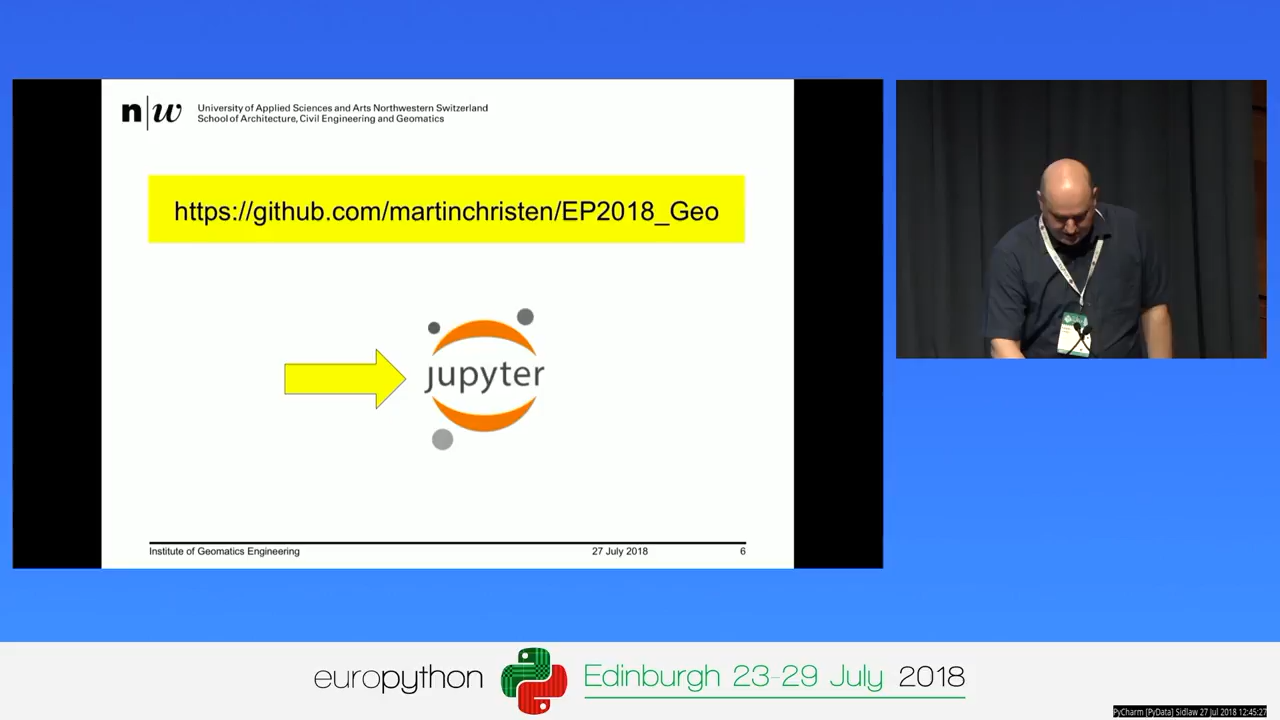 n|w
University of Applied Sciences and Arts Northwestern Switzerland
School of Architecture, Civil Engineering and Geomatics
https://github.com/martinchristen/EP2018_Geo
jupyter
Institute of Geomatics Engineering 27 July 2018 6
europython Edinburgh 23-29 July 2018
PyCharm [PyData] Sidlaw 27 Jul 2018 12:45:27